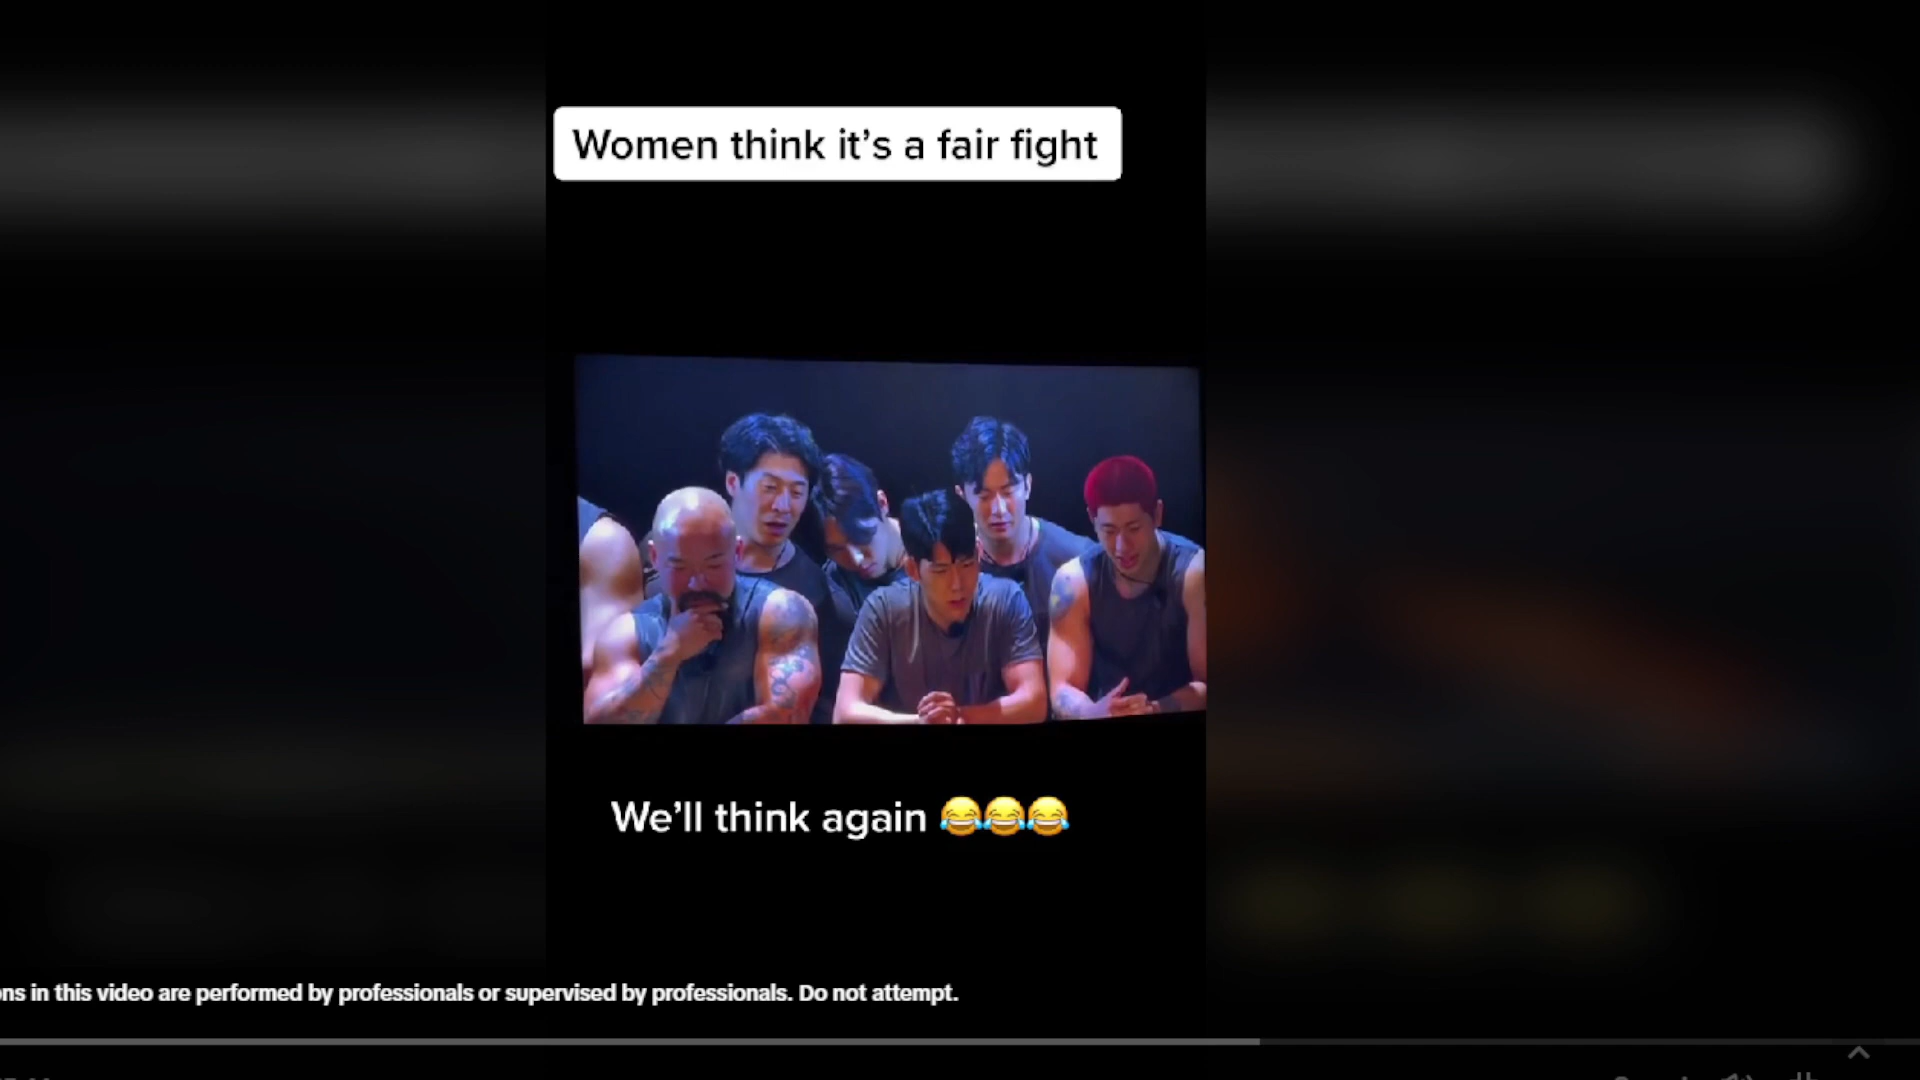 Women think it's a fair fight
We'll think again 😂😂😂
ns in this video are performed by professionals or supervised by professionals. Do not attempt.